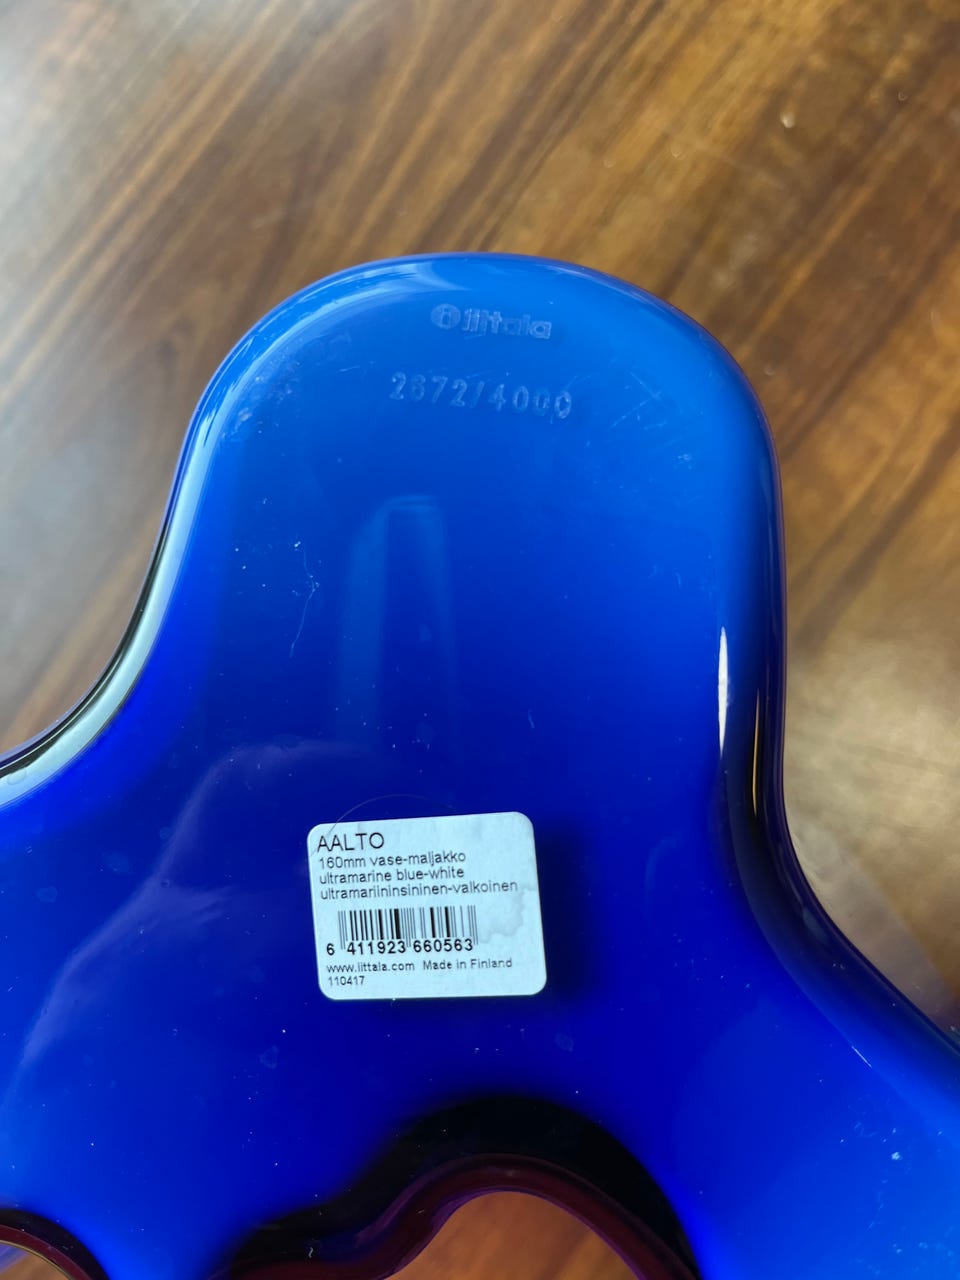 iittala
2672/4000
AALTO
160mm vase-maljakko
ultramarine blue-white
ultramariininsininen-valkoinen
6 411923 660563
www.iittala.com Made in Finland
110417